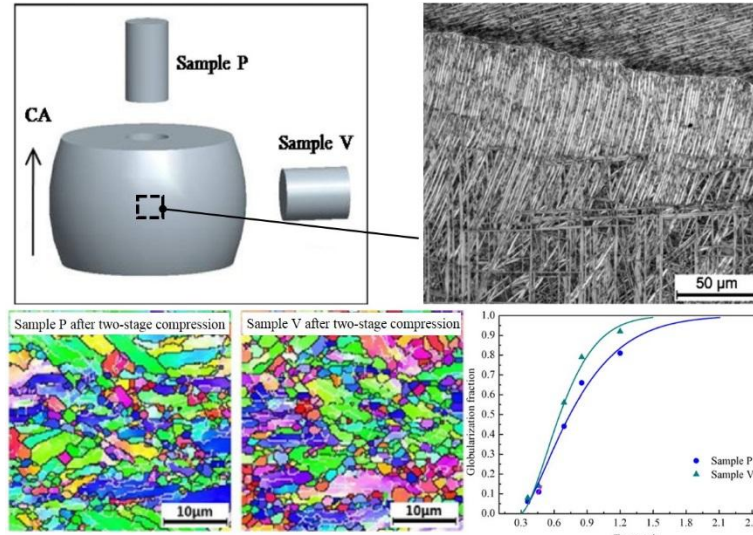 Sample P
CA
Sample V
50 µm
Sample P after two-stage compression
Sample V after two-stage compression
10µm
10µm
Globularization fraction
1.0
0.9
0.8
0.7
0.6
0.5
0.4
0.3
0.2
0.1
0.0
Sample P
Sample V
0.3 0.6 0.9 1.2 1.5 1.8 2.1